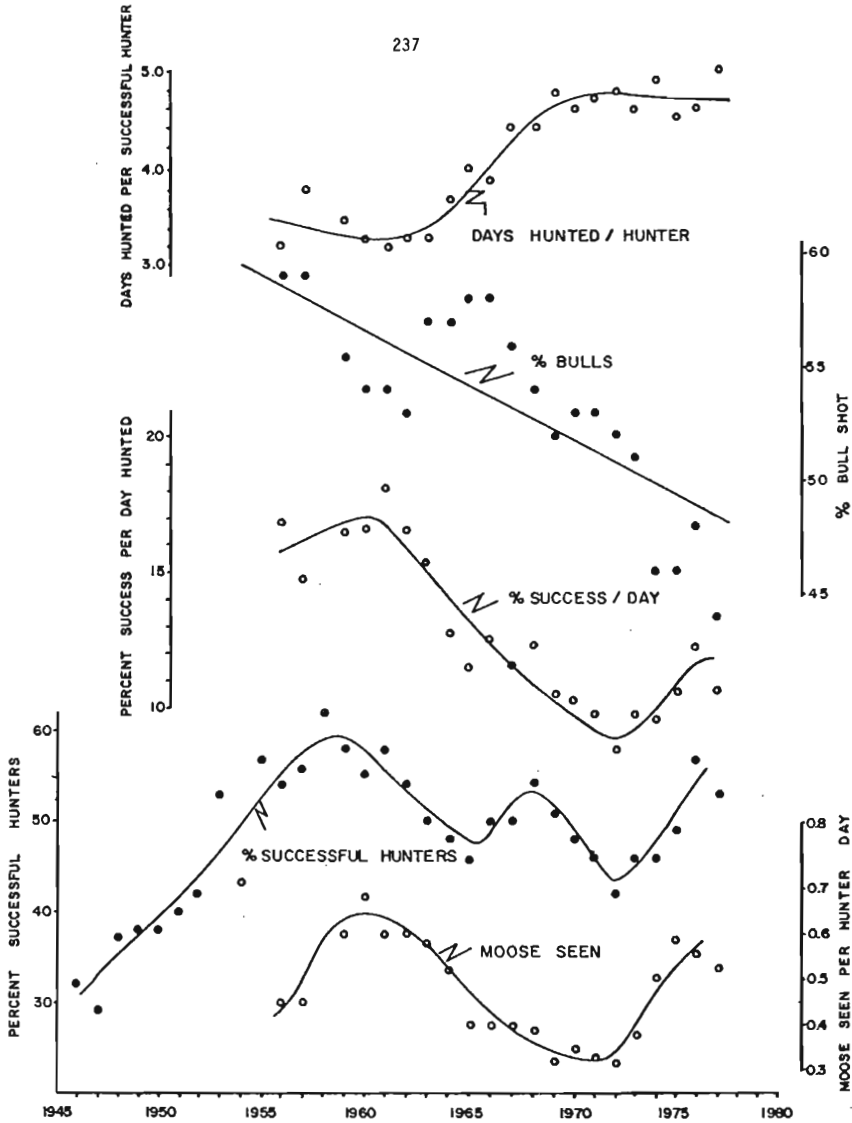 237
DAYS HUNTED PER SUCCESSFUL HUNTER
5.0
4.0
3.0
DAYS HUNTED / HUNTER
% BULLS
60
55
50
45
% BULL SHOT
PERCENT SUCCESS PER DAY HUNTED
20
15
10
% SUCCESS / DAY
PERCENT SUCCESSFUL HUNTERS
60
50
40
30
% SUCCESSFUL HUNTERS
MOOSE SEEN
0.8
0.7
0.6
0.5
0.4
0.3
MOOSE SEEN PER HUNTER DAY
1945 1950 1955 1960 1965 1970 1975 1980